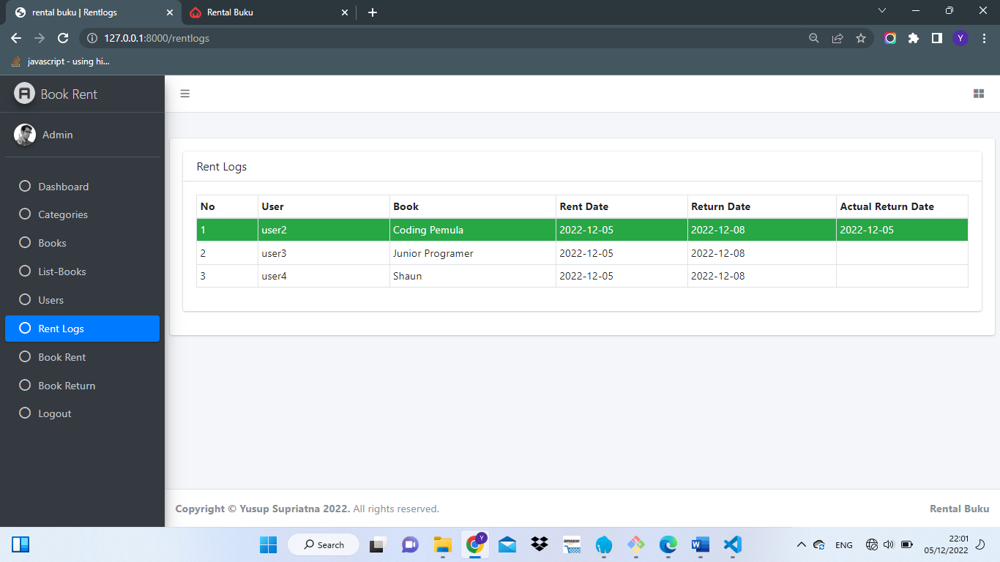 rental buku | Rentlogs
Rental Buku
127.0.0.1:8000/rentlogs
Y
javascript - using hi...
Book Rent
Admin
Dashboard
Categories
Books
List-Books
Users
Rent Logs
Book Rent
Book Return
Logout
Rent Logs
No User Book Rent Date Return Date Actual Return Date
1 user2 Coding Pemula 2022-12-05 2022-12-08 2022-12-05
2 user3 Junior Programer 2022-12-05 2022-12-08
3 user4 Shaun 2022-12-05 2022-12-08
Copyright © Yusup Supriatna 2022. All rights reserved. Rental Buku
Search
Y
amazon
ENG
22:01
05/12/2022